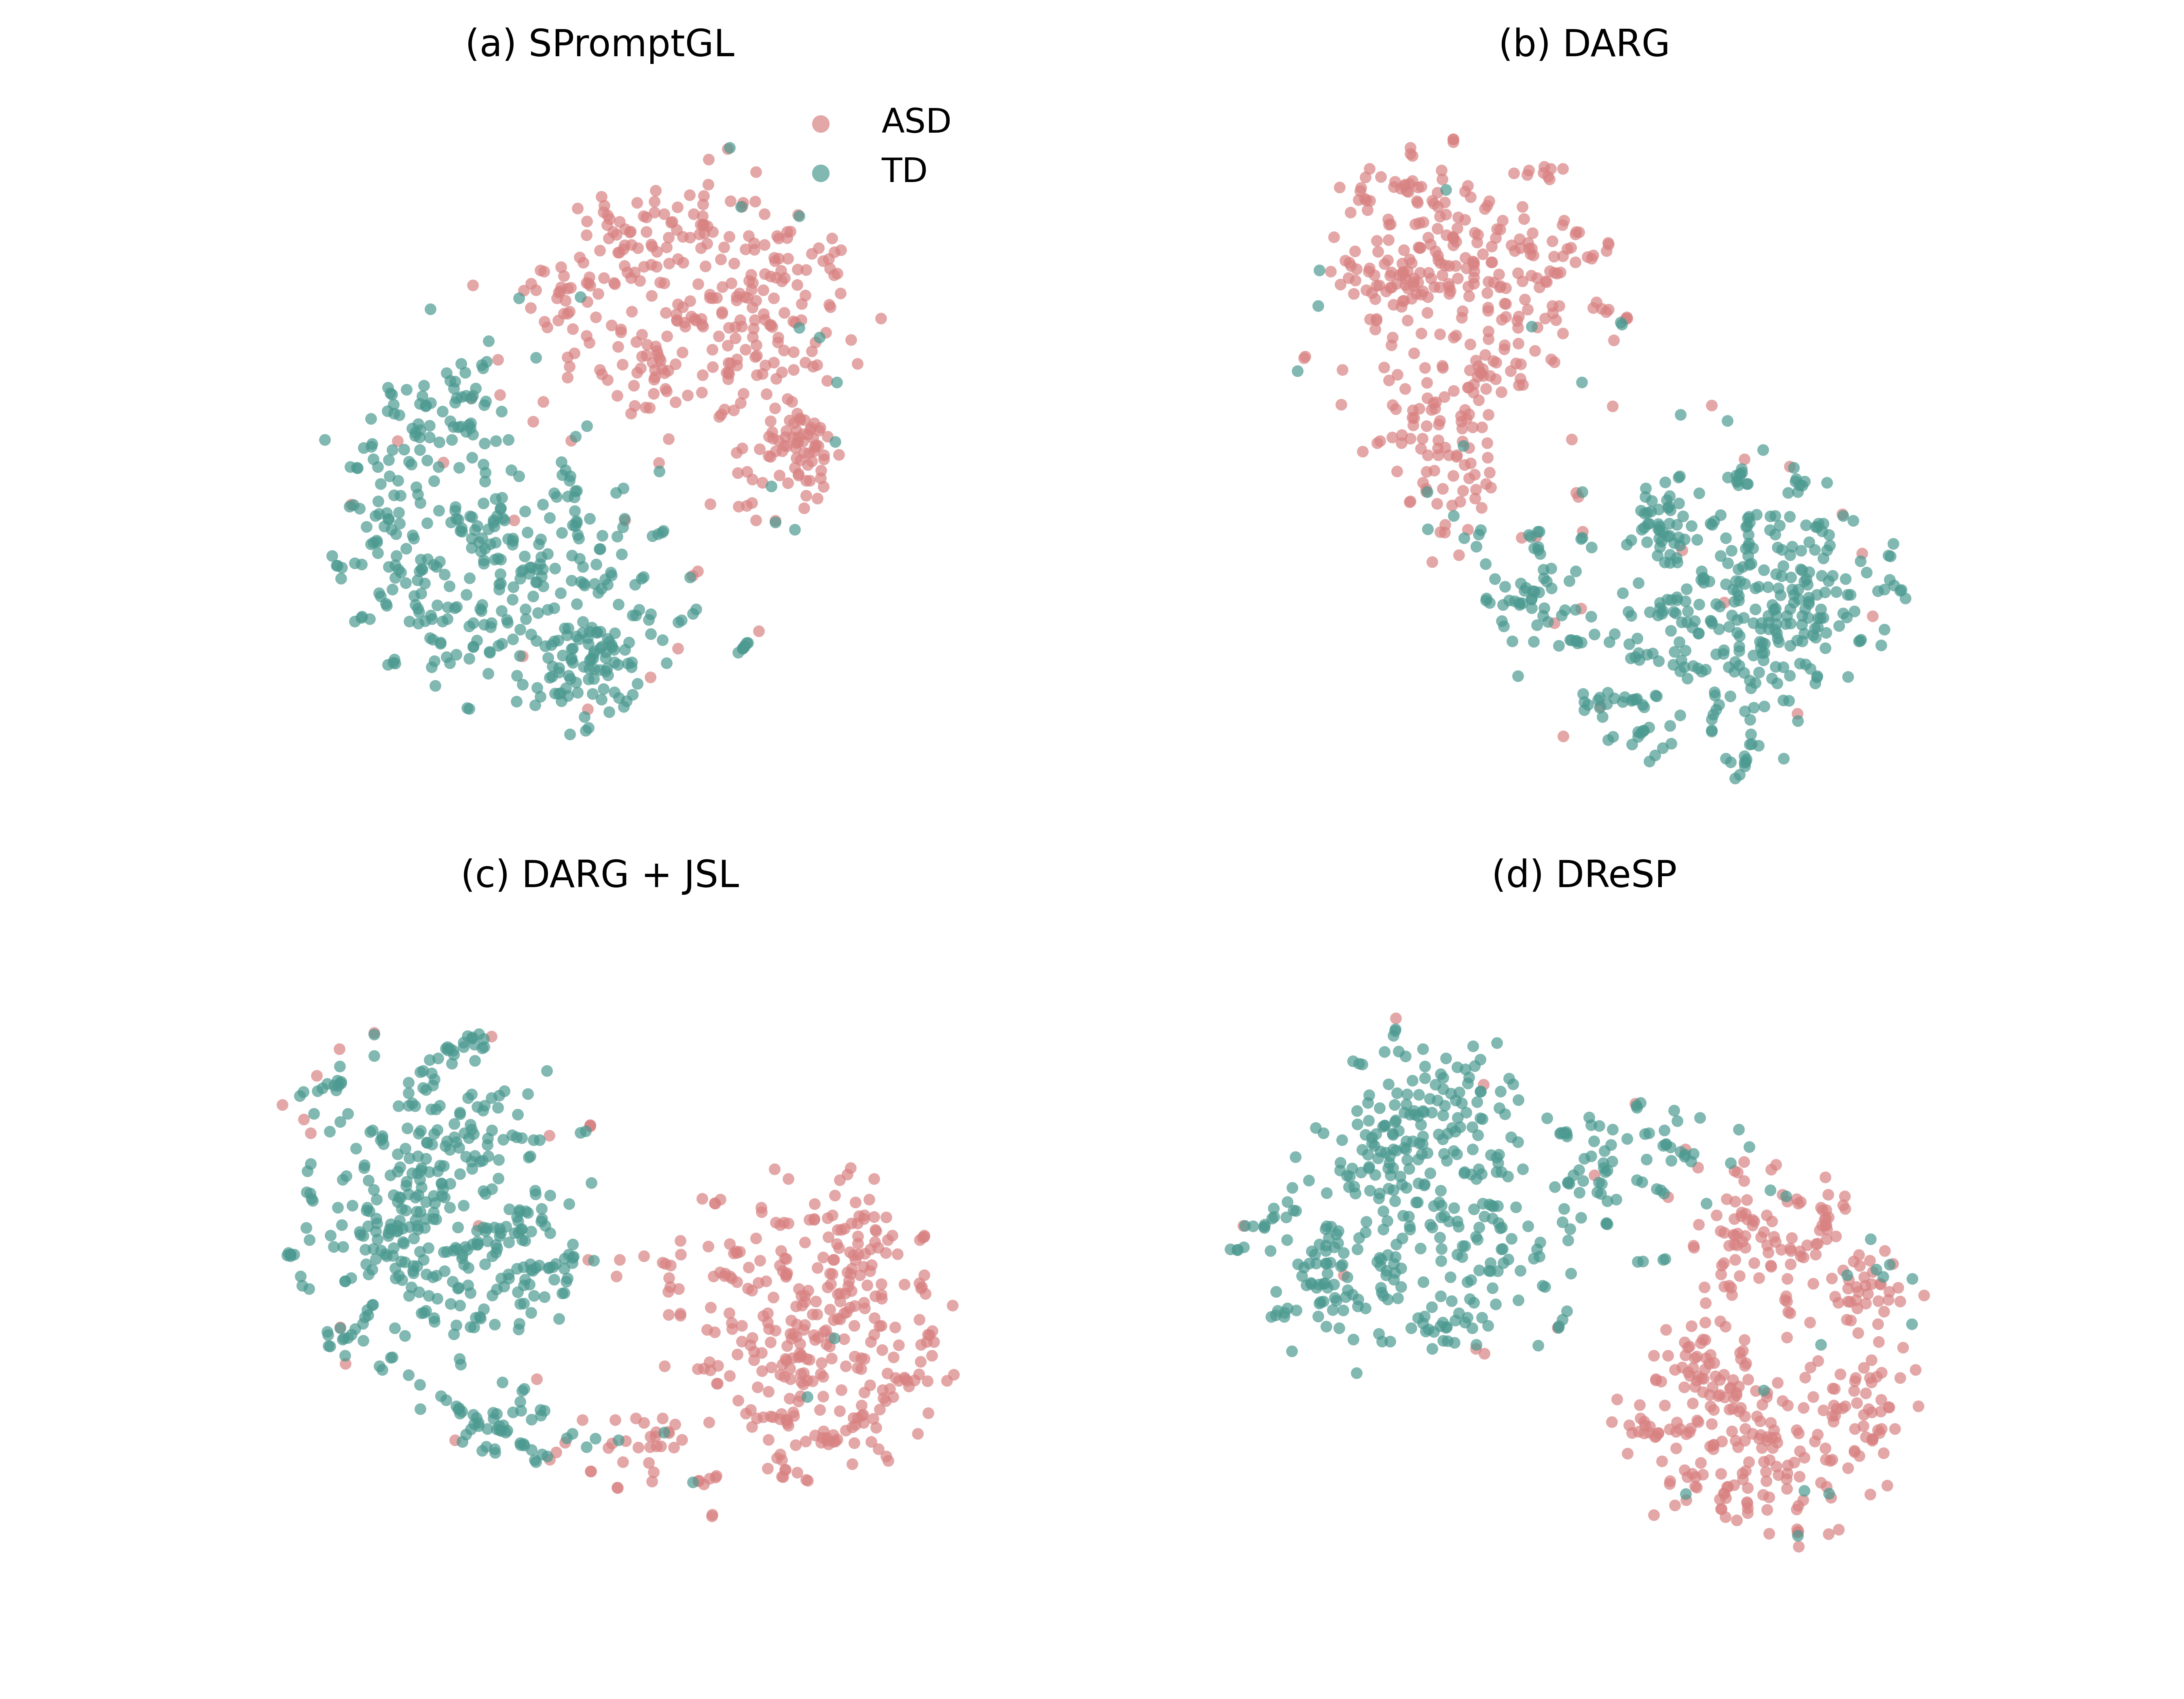 (a) SPromptGL
(b) DARG
ASD
TD
(c) DARG + JSL
(d) DReSP